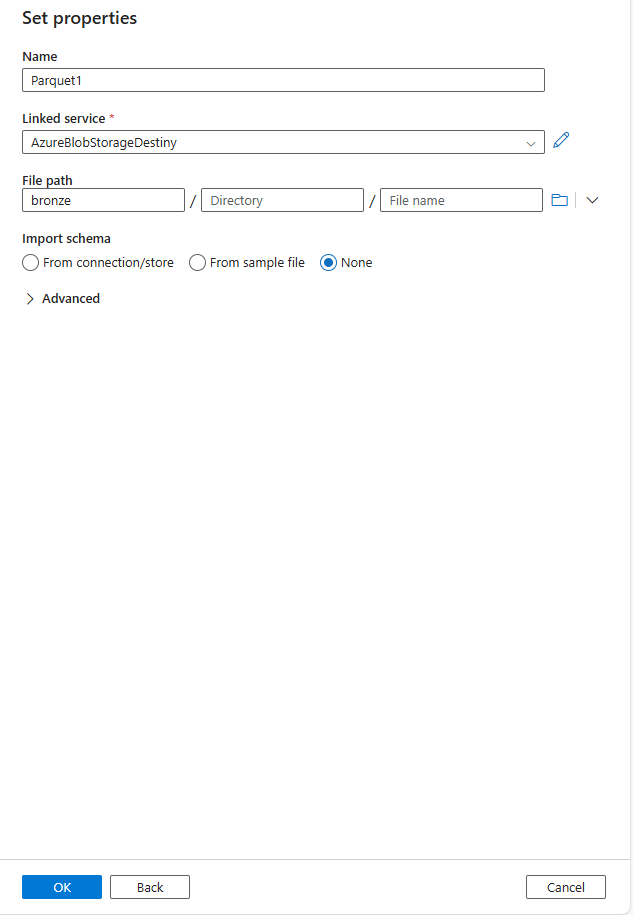 Set properties
Name
Parquet1
Linked service *
AzureBlobStorageDestiny
File path
bronze / Directory / File name
Import schema
From connection/store From sample file None
Advanced
OK Back Cancel